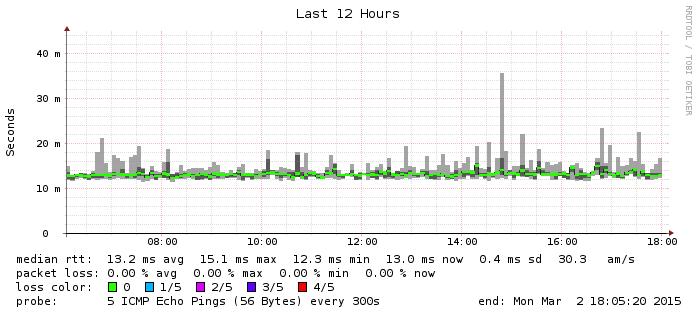 Last 12 Hours
RRDTOOL / TOBI OETIKER
Seconds
40 m
30 m
20 m
10 m
0
08:00 10:00 12:00 14:00 16:00 18:00
median rtt: 13.2 ms avg 15.1 ms max 12.3 ms min 13.0 ms now 0.4 ms sd 30.3 am/s
packet loss: 0.00 % avg 0.00 % max 0.00 % min 0.00 % now
loss color: 0 1/5 2/5 3/5 4/5
probe: 5 ICMP Echo Pings (56 Bytes) every 300s end: Mon Mar 2 18:05:20 2015